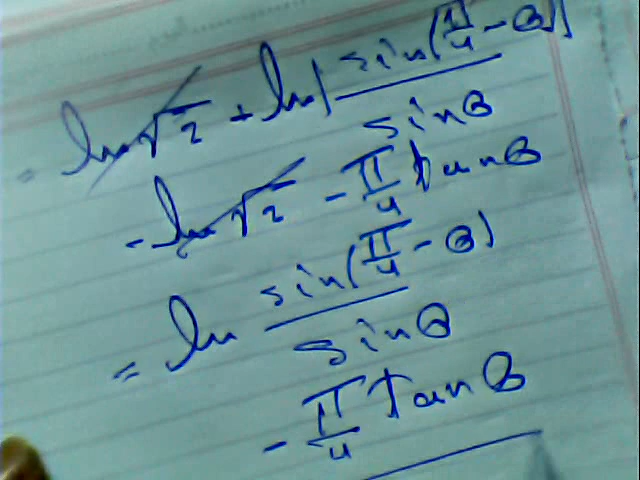 = ln√2 + ln|sin(π/4 - θ)|/sinθ
- ln√2 - π/4 tanθ
= ln sin(π/4 - θ)/sinθ
- π/4 tanθ